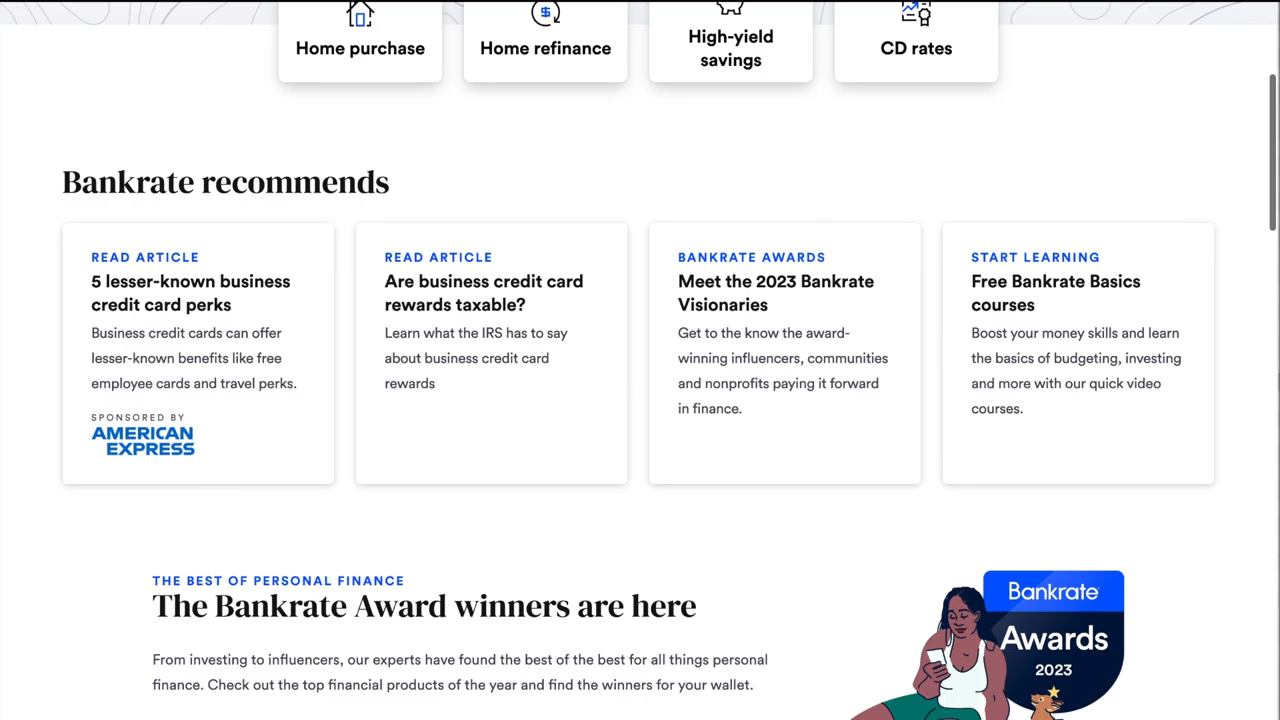 Home purchase
Home refinance
High-yield
savings
CD rates
Bankrate recommends
READ ARTICLE
5 lesser-known business
credit card perks
Business credit cards can offer
lesser-known benefits like free
employee cards and travel perks.
SPONSORED BY
AMERICAN
EXPRESS
READ ARTICLE
Are business credit card
rewards taxable?
Learn what the IRS has to say
about business credit card
rewards
BANKRATE AWARDS
Meet the 2023 Bankrate
Visionaries
Get to the know the award-
winning influencers, communities
and nonprofits paying it forward
in finance.
START LEARNING
Free Bankrate Basics
courses
Boost your money skills and learn
the basics of budgeting, investing
and more with our quick video
courses.
THE BEST OF PERSONAL FINANCE
The Bankrate Award winners are here
From investing to influencers, our experts have found the best of the best for all things personal
finance. Check out the top financial products of the year and find the winners for your wallet.
Bankrate
Awards
2023